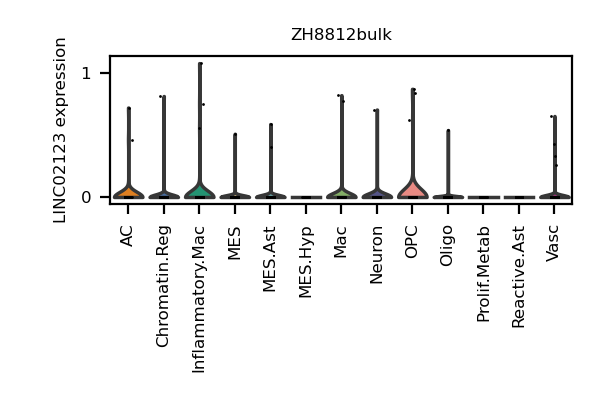 ZH8812bulk
LINC02123 expression
1
0
AC
Chromatin.Reg
Inflammatory.Mac
MES
MES.Ast
MES.Hyp
Mac
Neuron
OPC
Oligo
Prolif.Metab
Reactive.Ast
Vasc